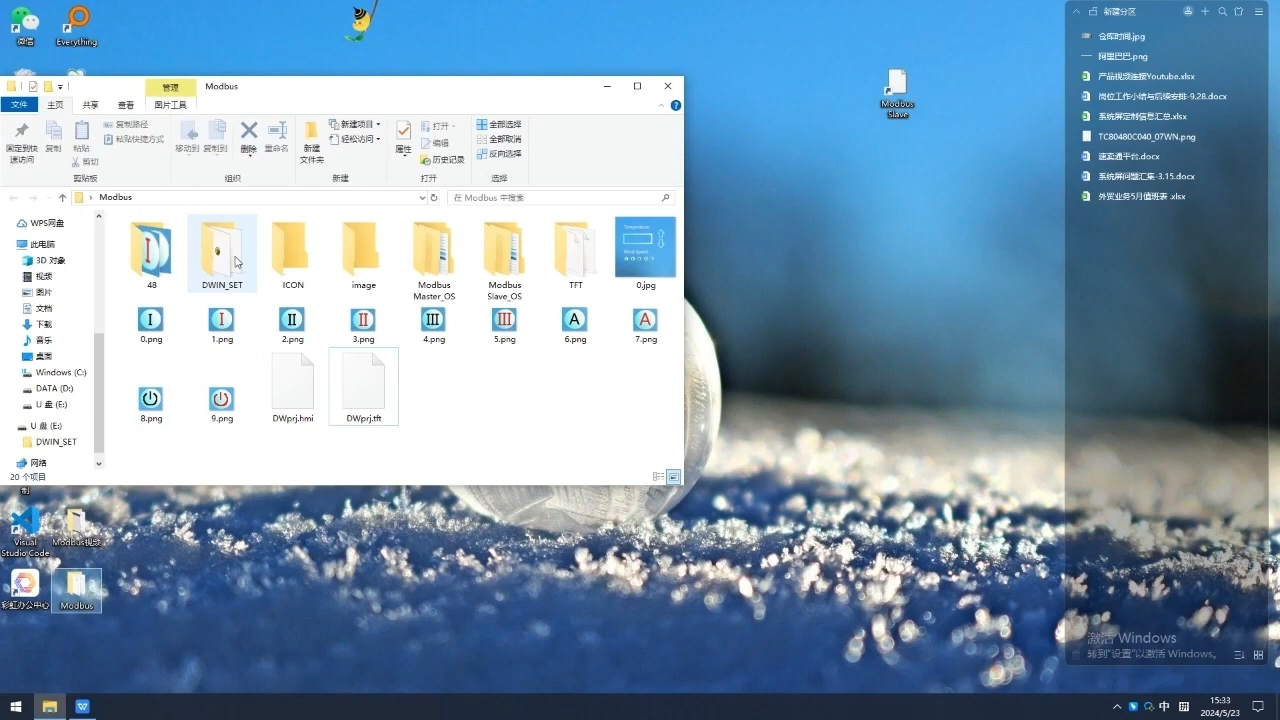 微信
Everything
管理
Modbus
文件
主页
共享
查看
图片工具
固定到快
速访问
复制
粘贴
复制路径
粘贴快捷方式
剪切
剪贴板
移动到
复制到
删除
重命名
组织
新建
文件夹
新建项目
轻松访问
新建
属性
打开
编辑
历史记录
打开
全部选择
全部取消
反向选择
选择
Modbus
在 Modbus 中搜索
WPS网盘
此电脑
3D 对象
视频
图片
文档
下载
音乐
桌面
Windows (C:)
DATA (D:)
U 盘 (E:)
U 盘 (E:)
DWIN_SET
网络
48
DWIN_SET
ICON
image
Modbus
Master_OS
Modbus
Slave_OS
TFT
0.jpg
0.png
1.png
2.png
3.png
4.png
5.png
6.png
7.png
8.png
9.png
DWprj.hmi
DWprj.tft
20 个项目
制
Visual
Studio Code
Modbus视频
彩虹办公中心
Modbus
Modbus
Slave
新建分区
仓库时间.jpg
阿里巴巴.png
产品视频连接Youtube.xlsx
岗位工作小结与后续安排-9.28.docx
系统屏定制信息汇总.xlsx
TC80480C040_07WN.png
速卖通平台.docx
系统屏问题汇集-3.15.docx
外贸业务5月值班表 .xlsx
激活 Windows
转到"设置"以激活 Windows。
中
拼
15:33
2024/5/23